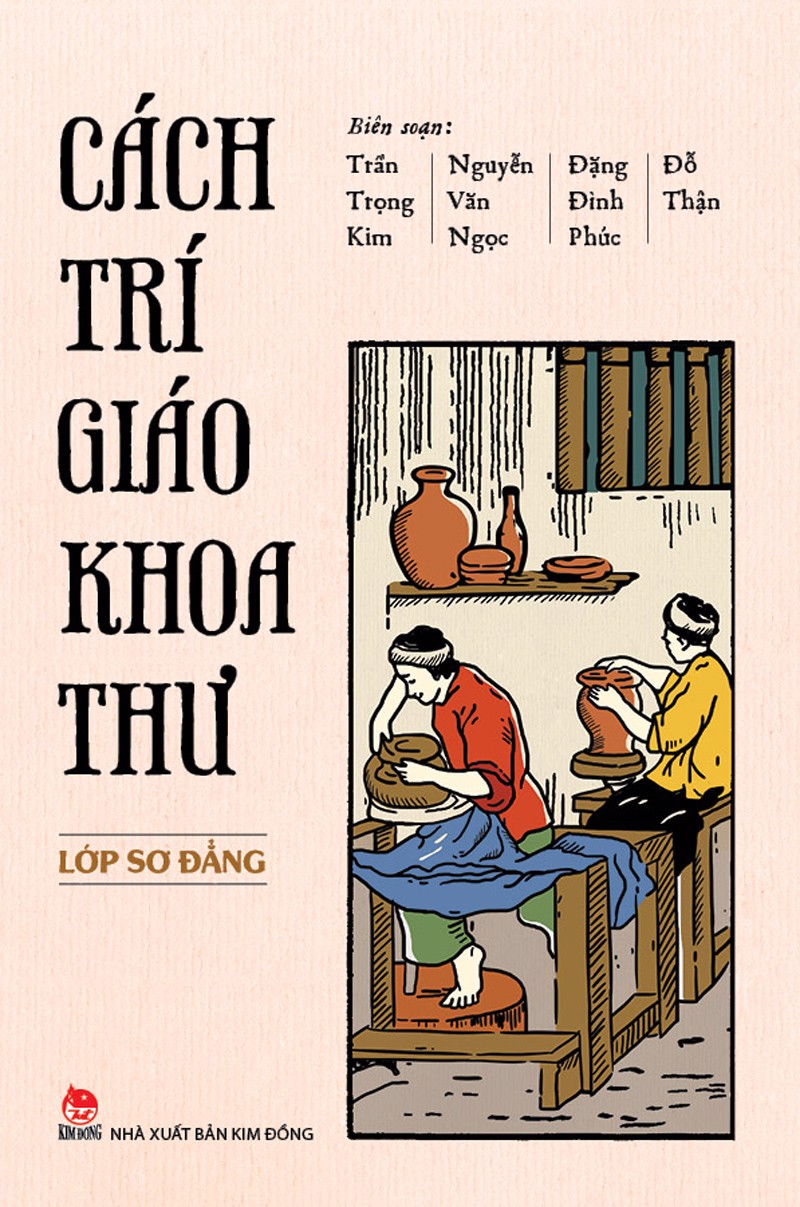 CÁCH
TRÍ
GIÁO
KHOA
THƯ
LỚP SƠ ĐẲNG
Biên soạn:
Trần
Trọng
Kim
Nguyễn
Văn
Ngọc
Đặng
Đình
Phúc
Đỗ
Thận
KIM ĐỒNG
NHÀ XUẤT BẢN KIM ĐỒNG